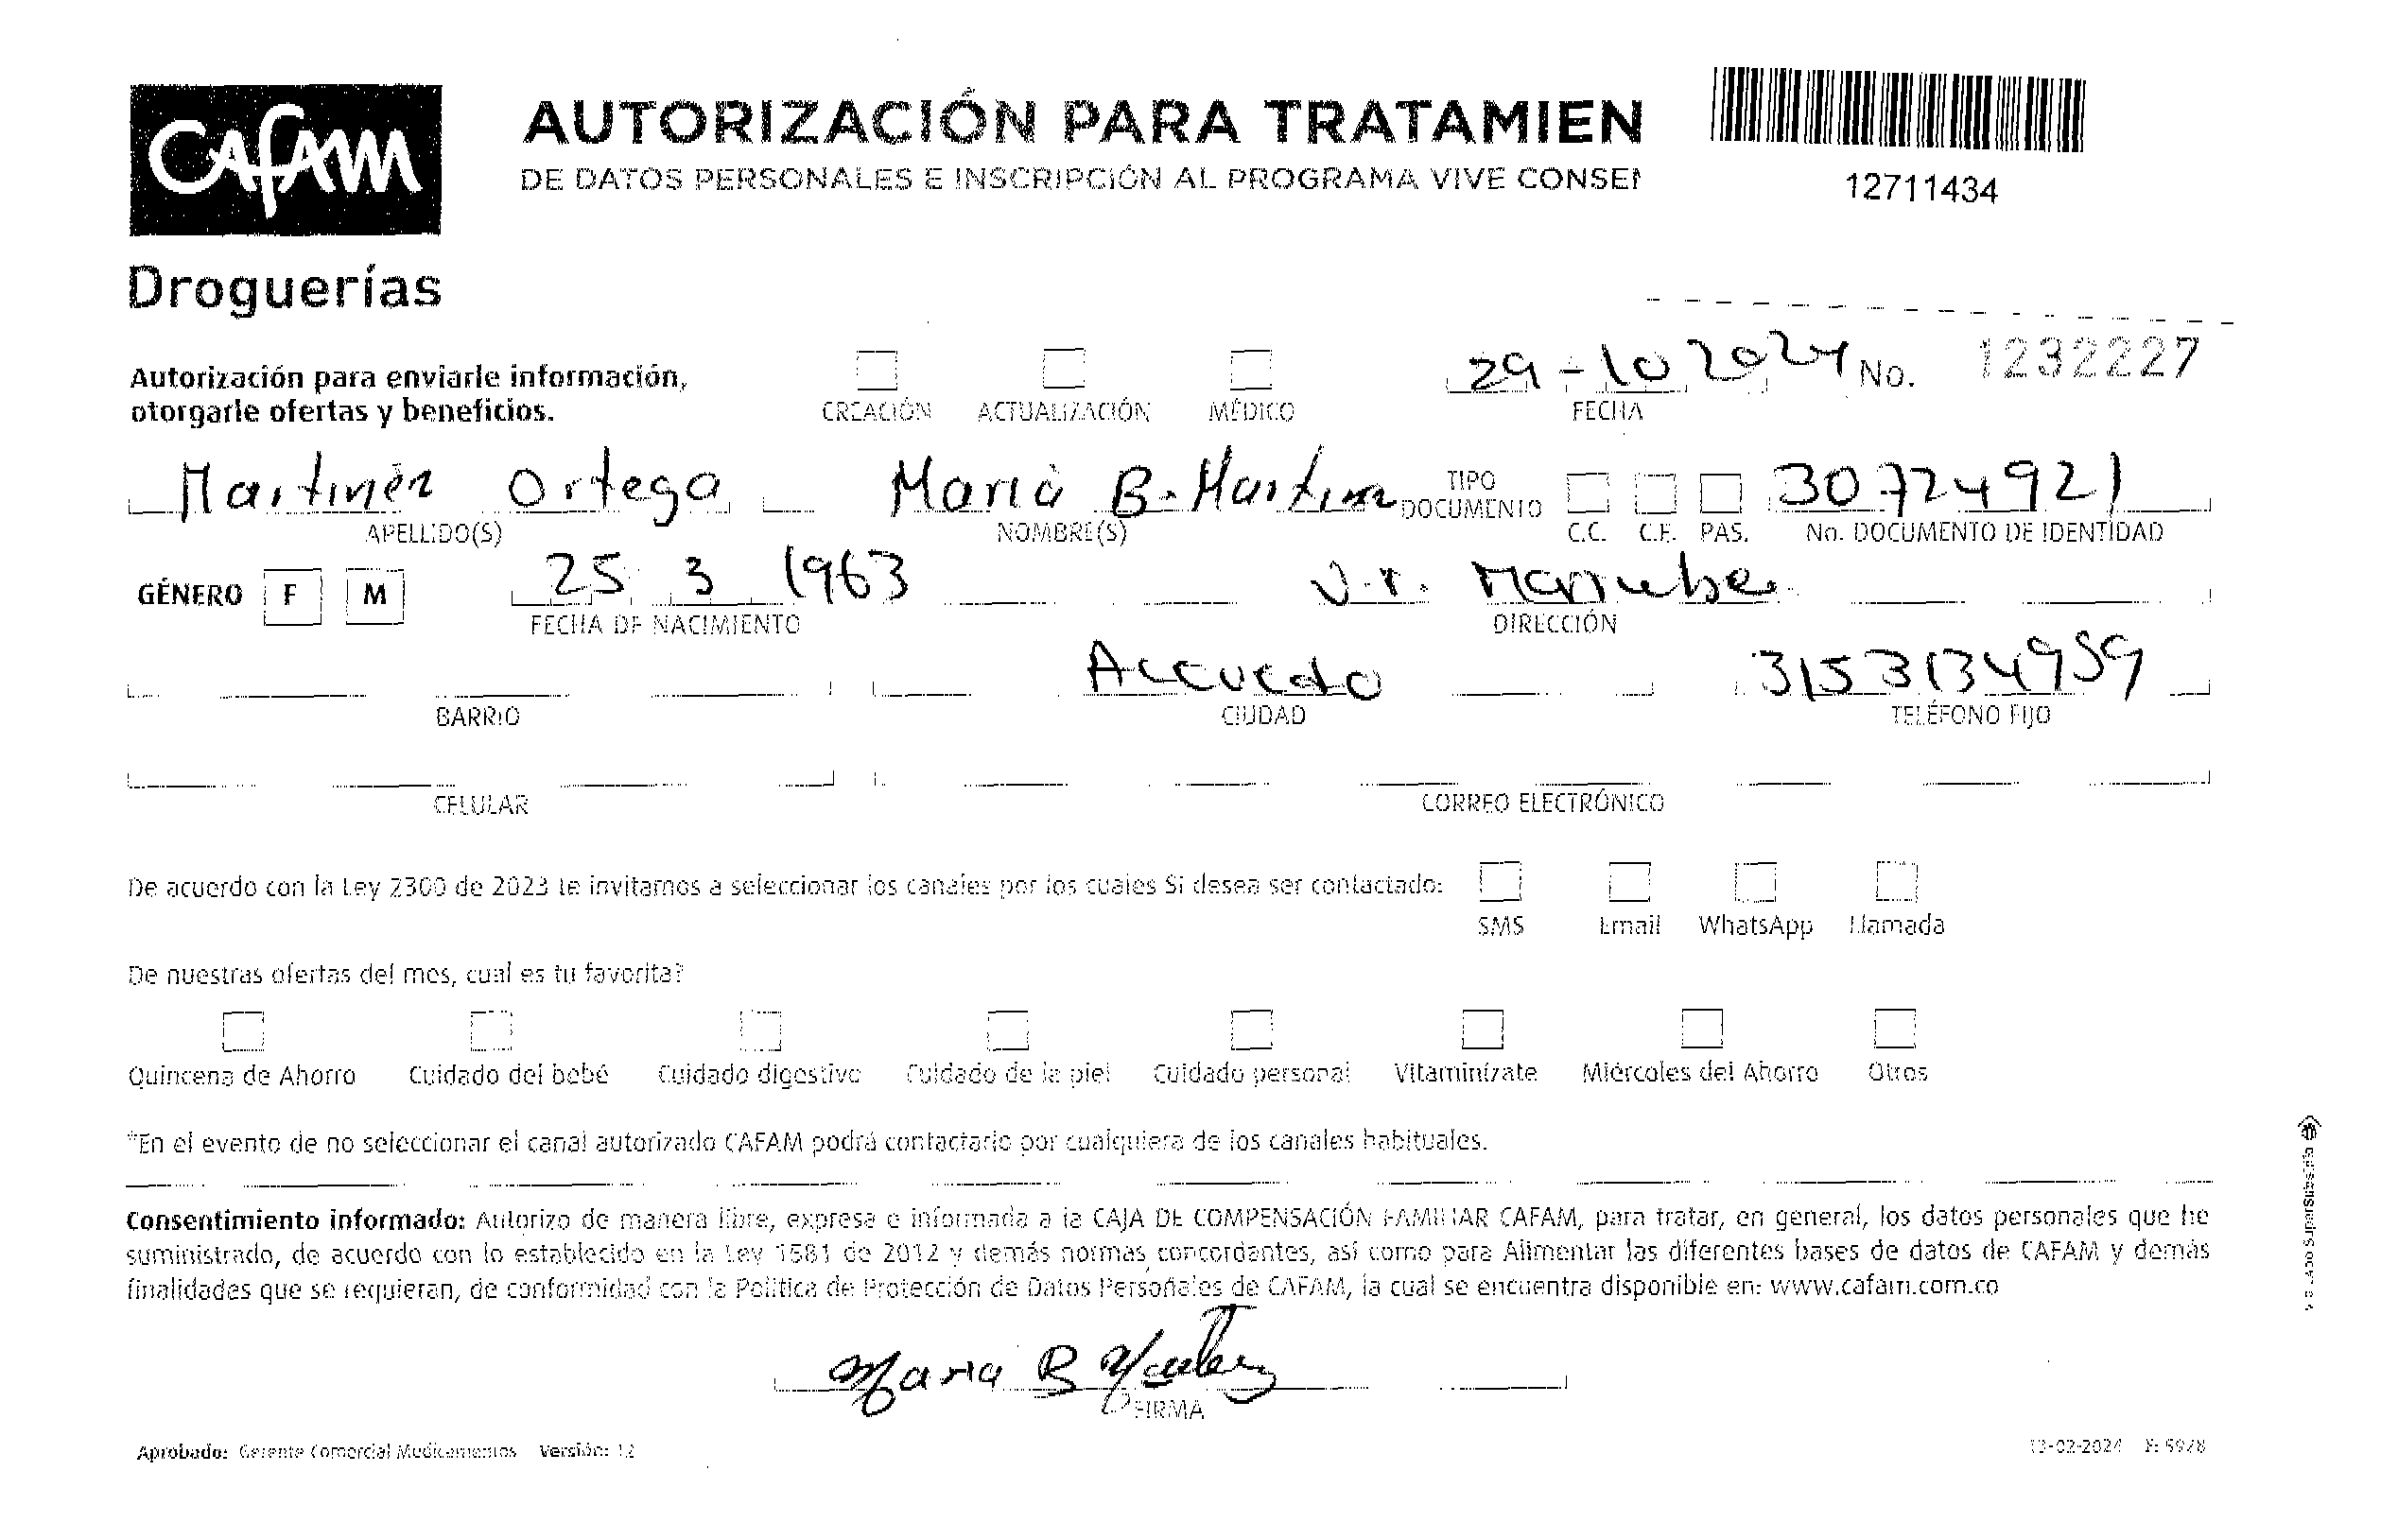 CAFAM
Droguerías
AUTORIZACIÓN PARA TRATAMIEN
DE DATOS PERSONALES E INSCRIPCIÓN AL PROGRAMA VIVE CONSEN
12711434
Autorización para enviarle información,
otorgarle ofertas y beneficios.
CREACIÓN ACTUALIZACIÓN MÉDICO
29-10 2024 No. 1232227
FECHA
Martinez Ortega Maria B. Martinez TIPO DOCUMENTO 30724921
APELLIDO(S) NOMBRE(S) C.C. C.E. PAS. No. DOCUMENTO DE IDENTIDAD
GÉNERO F M 25 3 1963 V.r.
FECHA DE NACIMIENTO DIRECCIÓN
Acevedo 3153134959
BARRIO CIUDAD TELÉFONO FIJO
CELULAR CORREO ELECTRÓNICO
De acuerdo con la Ley 2300 de 2023 te invitamos a seleccionar los canales por los cuales Si desea ser contactado:
SMS Email WhatsApp Llamada
De nuestras ofertas del mes, cual es tu favorita?
Quincena de Ahorro Cuidado del bebé Cuidado digestivo Cuidado de la piel Cuidado personal Vitaminízate Miércoles del Ahorro Otros
*En el evento de no seleccionar el canal autorizado CAFAM podrá contactarlo por cualquiera de los canales habituales.
Consentimiento informado: Autorizo de manera libre, expresa e informada a la CAJA DE COMPENSACIÓN FAMILIAR CAFAM, para tratar, en general, los datos personales que he
suministrado, de acuerdo con lo establecido en la Ley 1581 de 2012 y demás normas concordantes, así como para Alimentar las diferentes bases de datos de CAFAM y demás
finalidades que se requieran, de conformidad con la Política de Protección de Datos Personales de CAFAM, la cual se encuentra disponible en: www.cafam.com.co
Maria B Martinez
FIRMA
Aprobado: Gerente Comercial Medicamentos Versión: 12
13-02-2024 F: 5928
VIGILADO SuperSubsidio